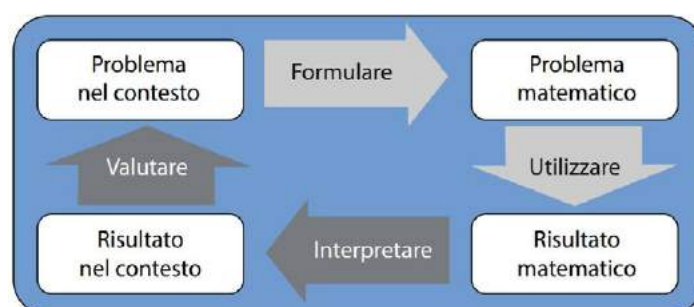 Problema
nel contesto
Formulare
Problema
matematico
Valutare
Utilizzare
Risultato
nel contesto
Interpretare
Risultato
matematico